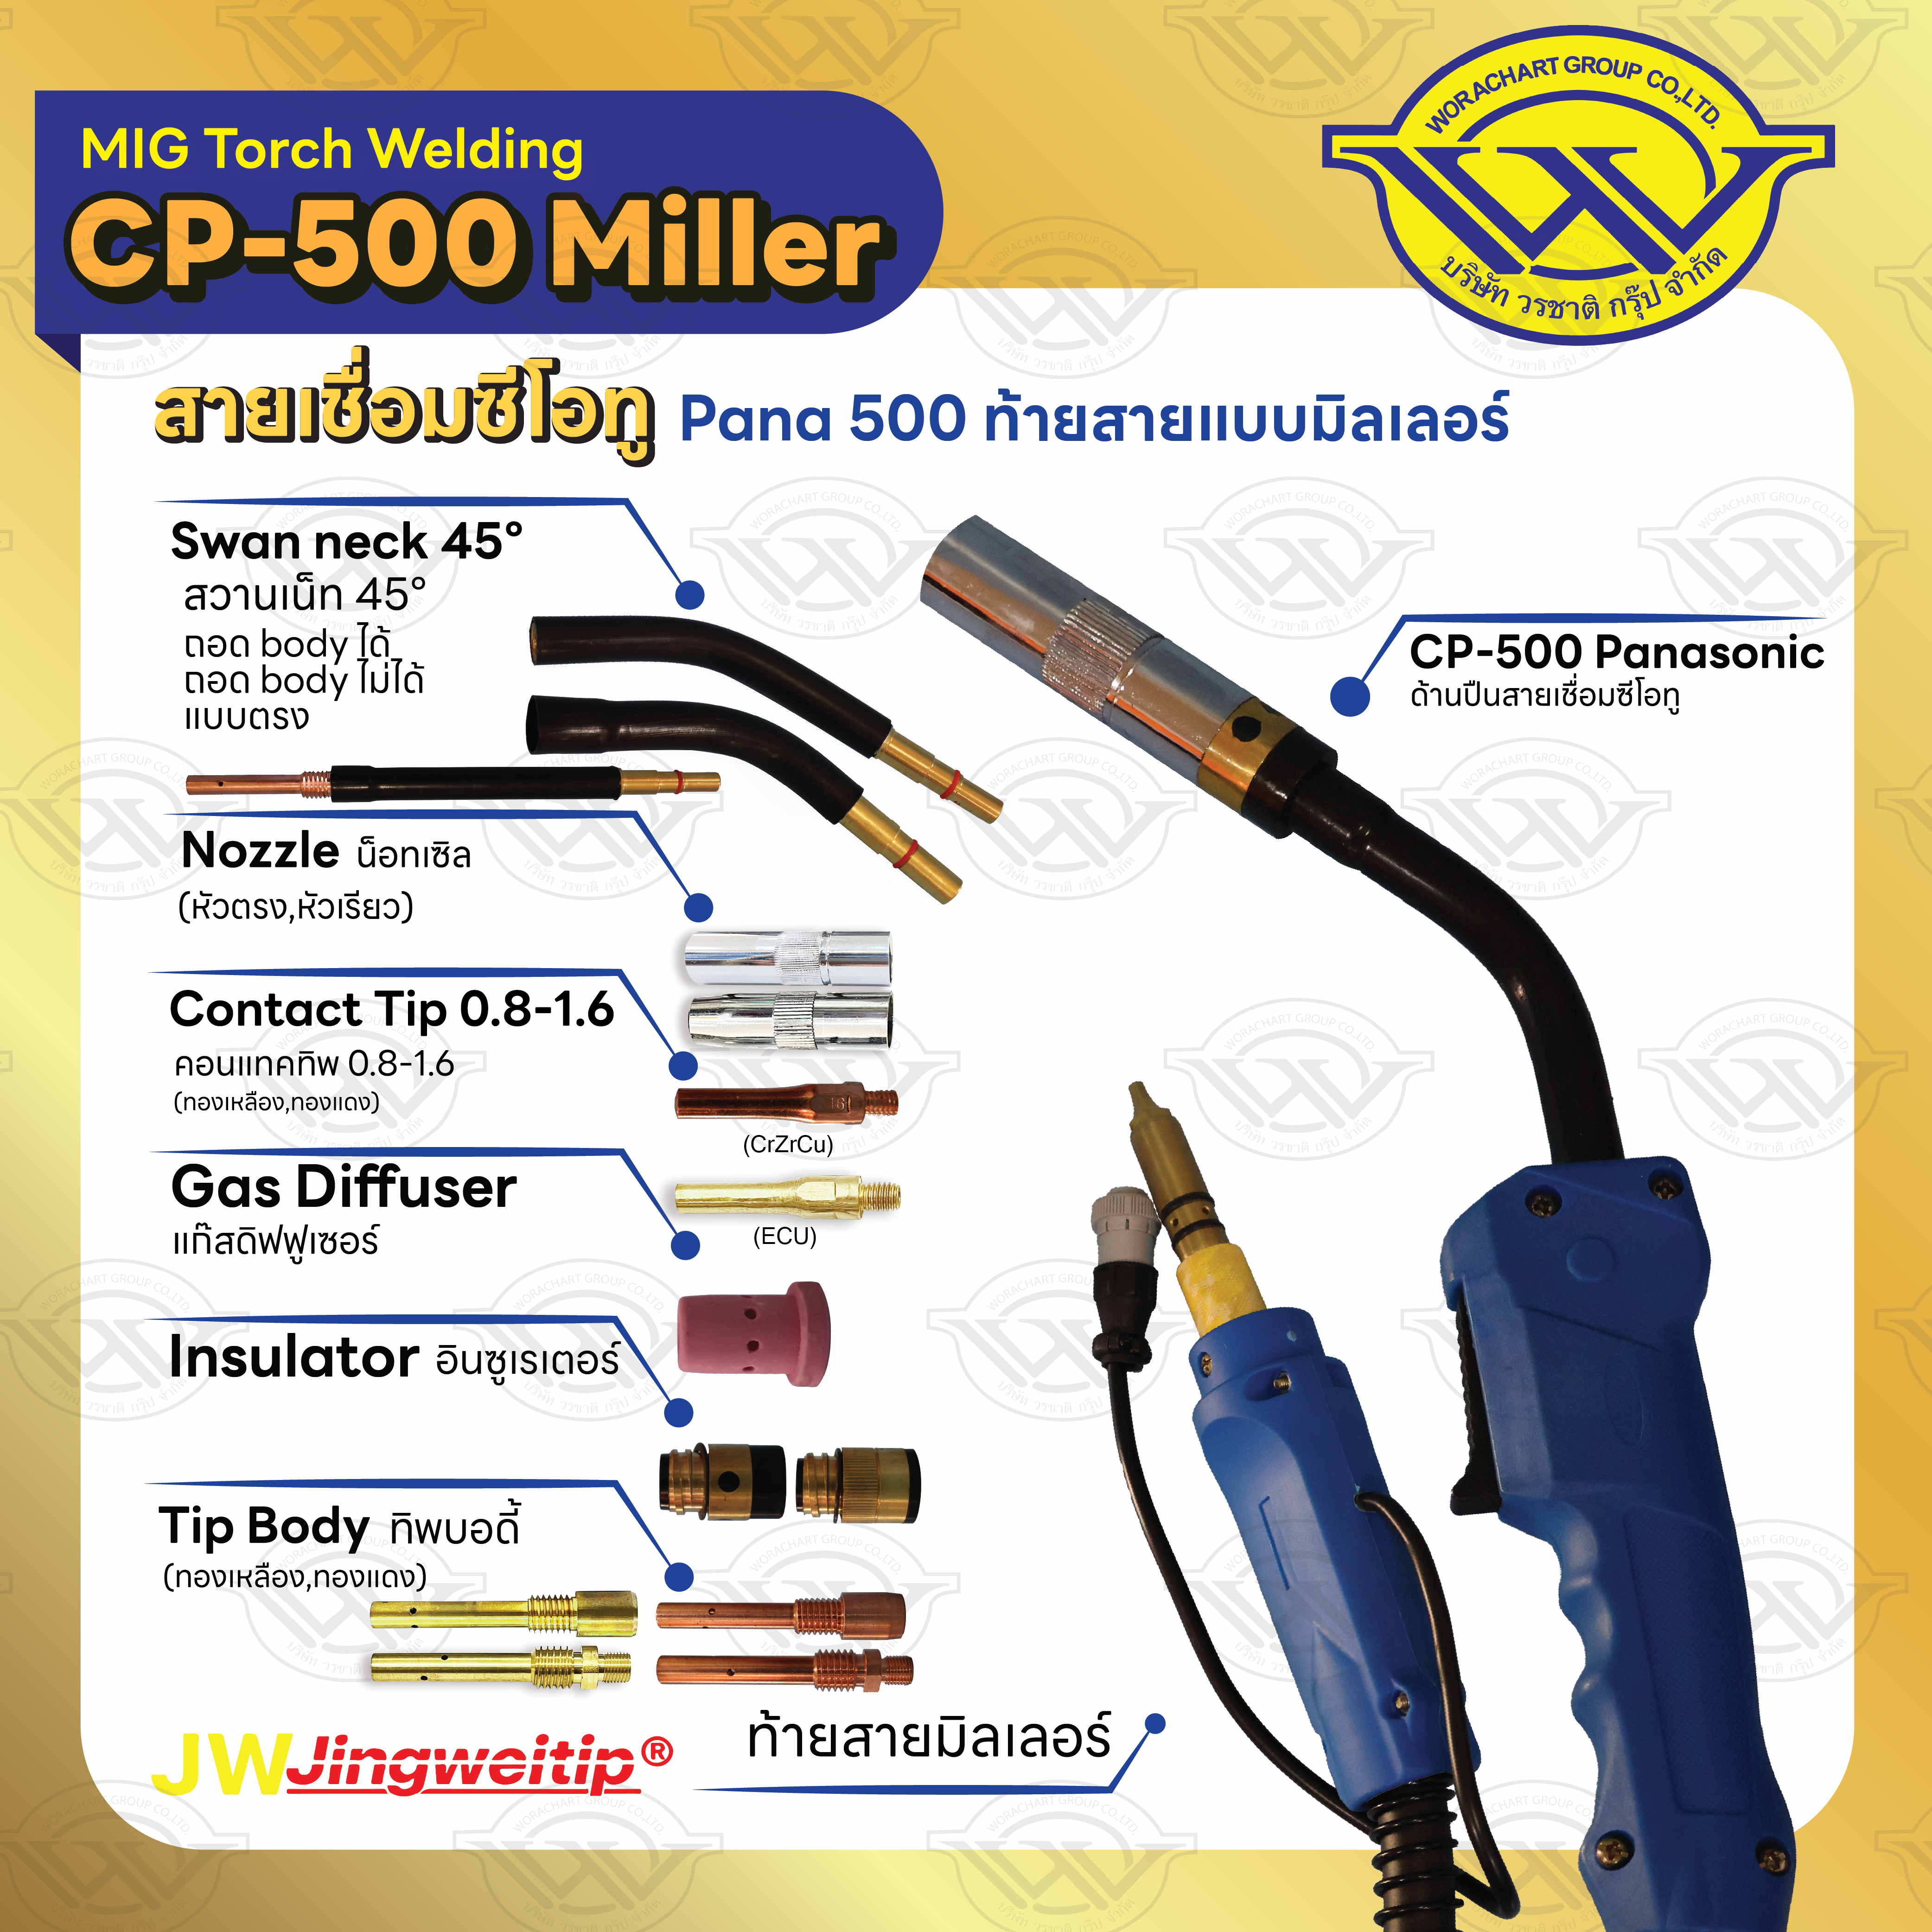 WORACHART GROUP CO.,LTD.
บริษัท วรชาติ กรุ๊ป จำกัด
MIG Torch Welding
CP-500 Miller
สายเชื่อมซีโอทู Pana 500 ท้ายสายแบบมิลเลอร์
Swan neck 45°
สวานเน็ท 45°
ถอด body ได้
ถอด body ไม่ได้
แบบตรง
CP-500 Panasonic
ด้านปืนสายเชื่อมซีโอทู
Nozzle น็อทเซิล
(หัวตรง,หัวเรียว)
Contact Tip 0.8-1.6
คอนแทคทิพ 0.8-1.6
(ทองเหลือง,ทองแดง)
(CrZrCu)
Gas Diffuser
แก๊สดิฟฟูเซอร์
(ECU)
Insulator อินซูเรเตอร์
Tip Body ทิพบอดี้
(ทองเหลือง,ทองแดง)
ท้ายสายมิลเลอร์
JW Jingweitip®